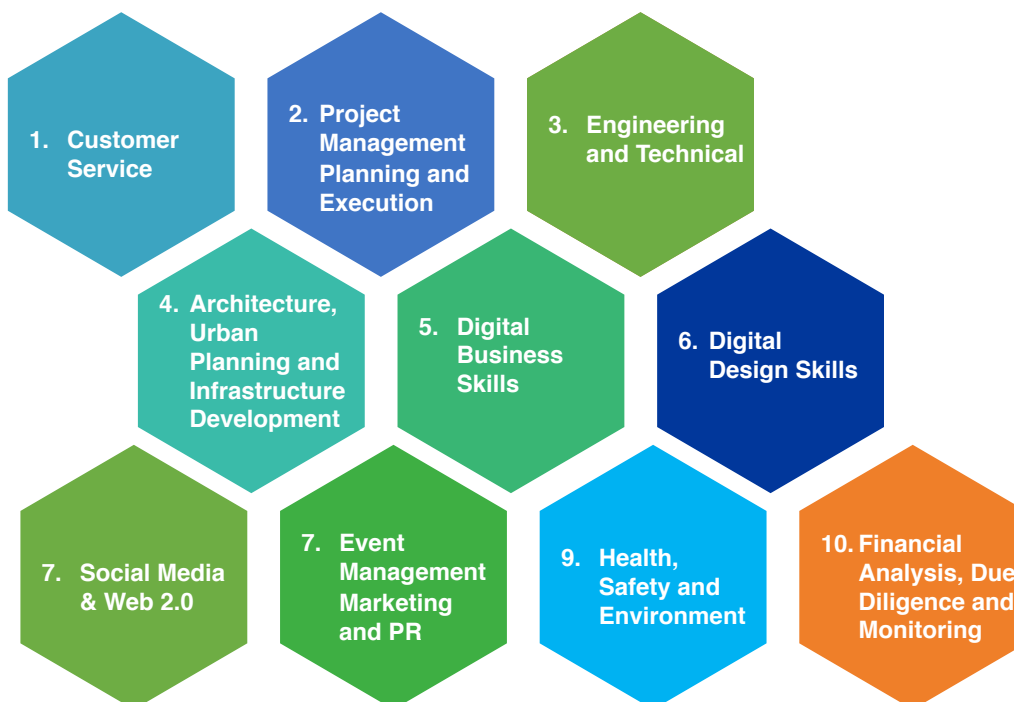 1. Customer
Service
2. Project
Management
Planning and
Execution
3. Engineering
and Technical
4. Architecture,
Urban
Planning and
Infrastructure
Development
5. Digital
Business
Skills
6. Digital
Design Skills
7. Social Media
& Web 2.0
7. Event
Management
Marketing
and PR
9. Health,
Safety and
Environment
10. Financial
Analysis, Due
Diligence and
Monitoring